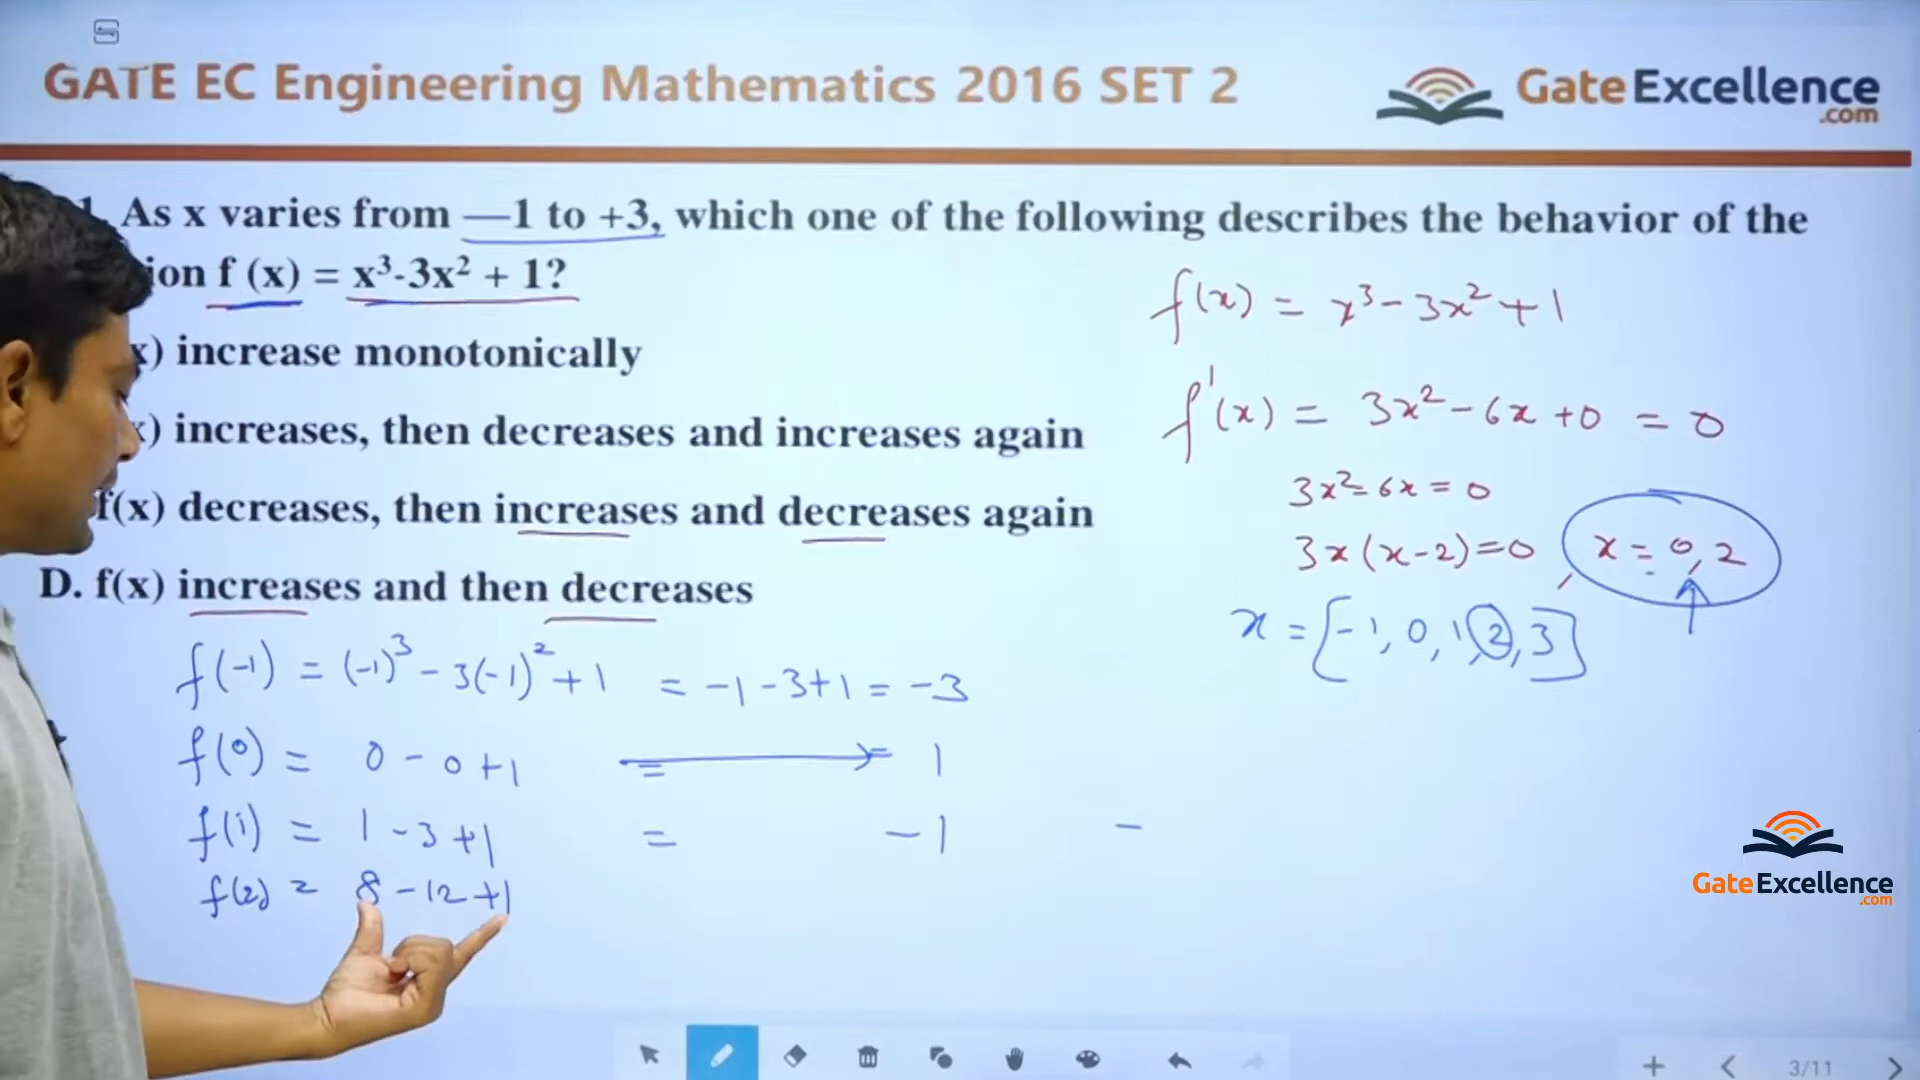 GATE EC Engineering Mathematics 2016 SET 2
GateExcellence
.com
1. As x varies from —1 to +3, which one of the following describes the behavior of the
ion f (x) = x³-3x² + 1?
x) increase monotonically
x) increases, then decreases and increases again
f(x) decreases, then increases and decreases again
D. f(x) increases and then decreases
f(x) = x³ - 3x² + 1
f'(x) = 3x² - 6x + 0 = 0
3x² - 6x = 0
3x(x-2)=0, x = 0, 2
x = [-1, 0, 1, 2, 3]
f(-1) = (-1)³ - 3(-1)² + 1 = -1 - 3 + 1 = -3
f(0) = 0 - 0 + 1 = = 1
f(1) = 1 - 3 + 1 = -1 -
f(2) = 8 - 12 + 1
GateExcellence
.com
3/11